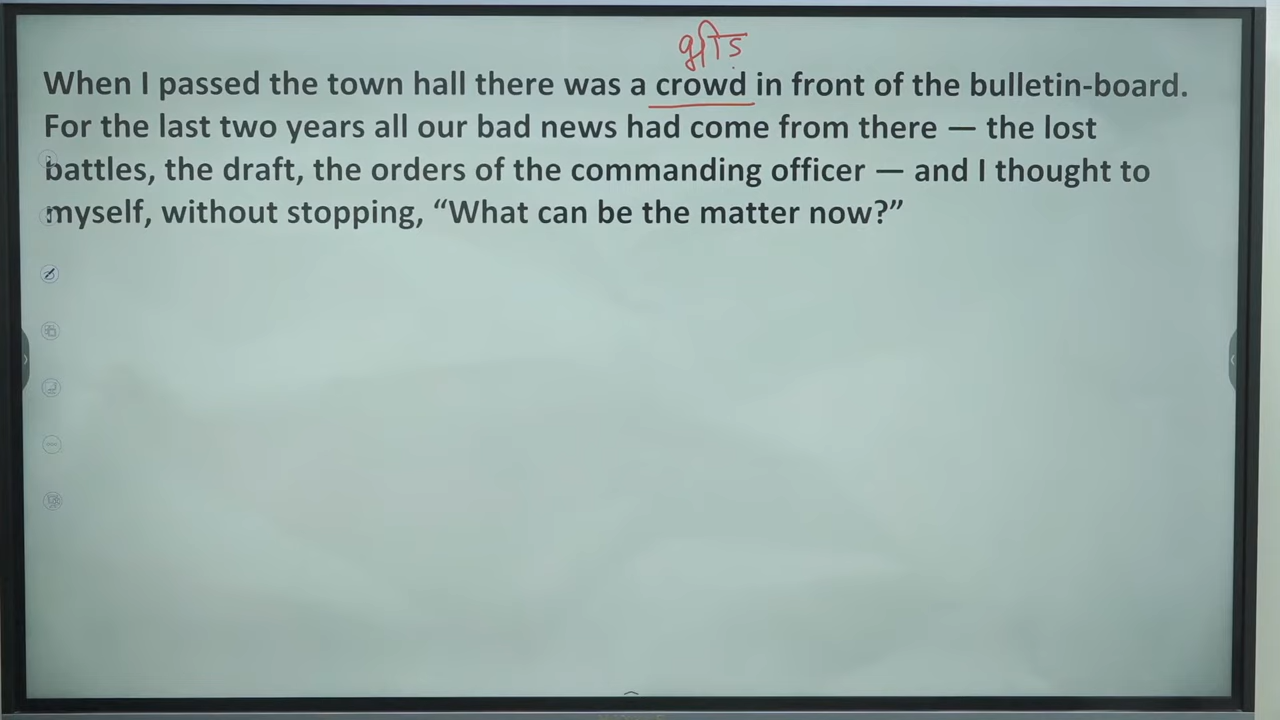 भीड़
When I passed the town hall there was a crowd in front of the bulletin-board.
For the last two years all our bad news had come from there — the lost
battles, the draft, the orders of the commanding officer — and I thought to
myself, without stopping, “What can be the matter now?”